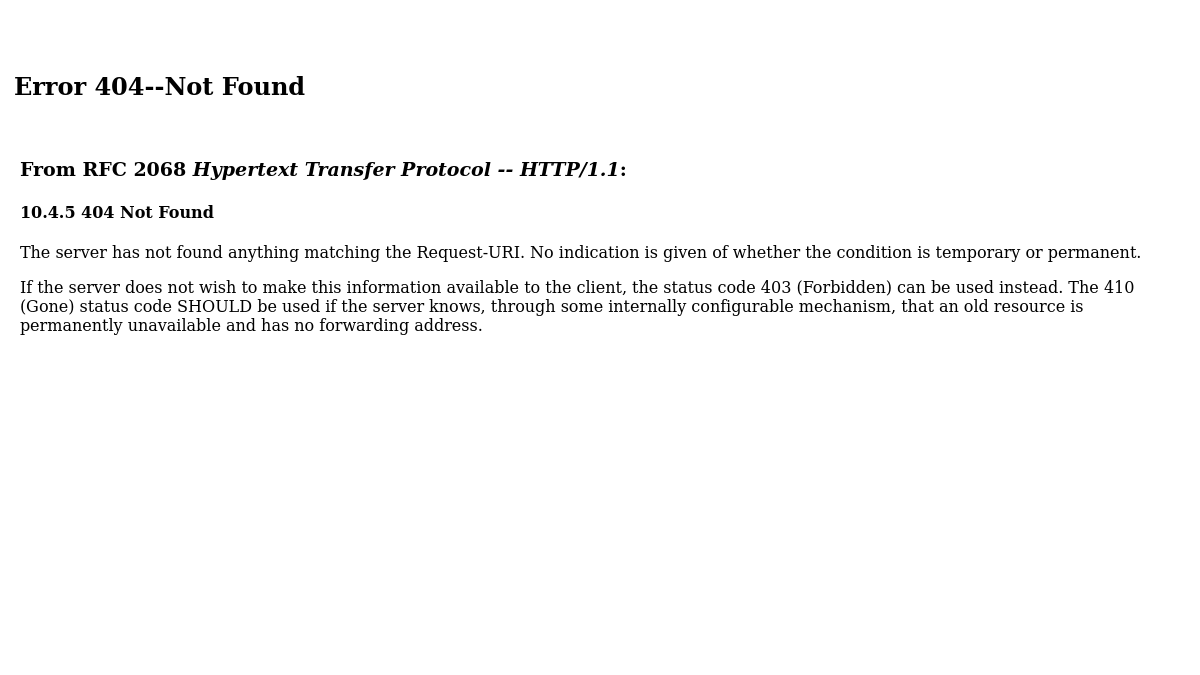 Error 404--Not Found
From RFC 2068 Hypertext Transfer Protocol -- HTTP/1.1:
10.4.5 404 Not Found
The server has not found anything matching the Request-URI. No indication is given of whether the condition is temporary or permanent.
If the server does not wish to make this information available to the client, the status code 403 (Forbidden) can be used instead. The 410
(Gone) status code SHOULD be used if the server knows, through some internally configurable mechanism, that an old resource is
permanently unavailable and has no forwarding address.